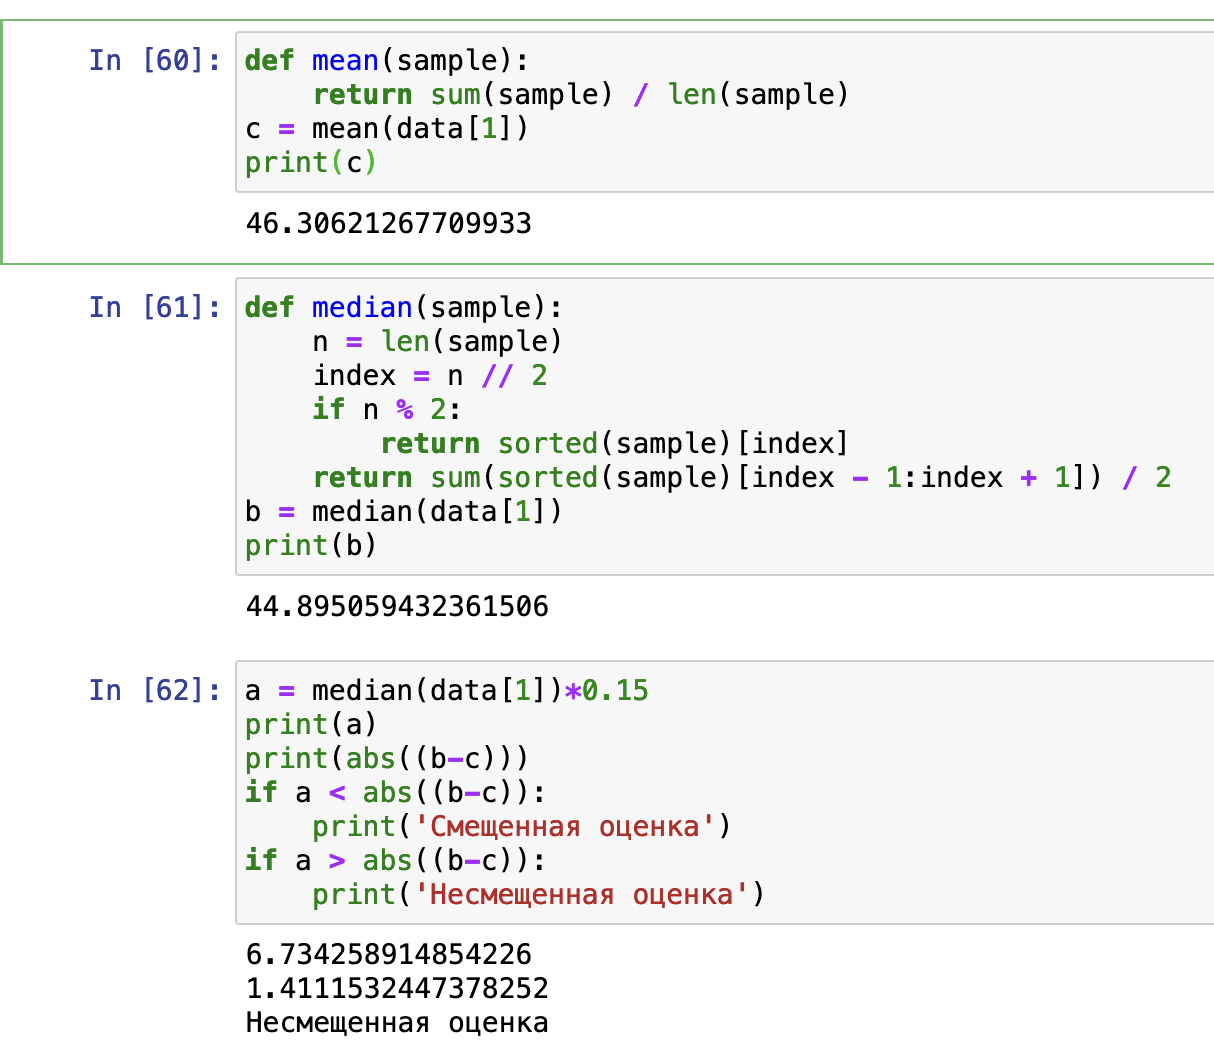 In [60]: def mean(sample):
    return sum(sample) / len(sample)
c = mean(data[1])
print(c)
46.30621267709933
In [61]: def median(sample):
    n = len(sample)
    index = n // 2
    if n % 2:
        return sorted(sample)[index]
    return sum(sorted(sample)[index - 1:index + 1]) / 2
b = median(data[1])
print(b)
44.895059432361506
In [62]: a = median(data[1])*0.15
print(a)
print(abs((b-c)))
if a < abs((b-c)):
    print('Смещенная оценка')
if a > abs((b-c)):
    print('Несмещенная оценка')
6.734258914854226
1.4111532447378252
Несмещенная оценка